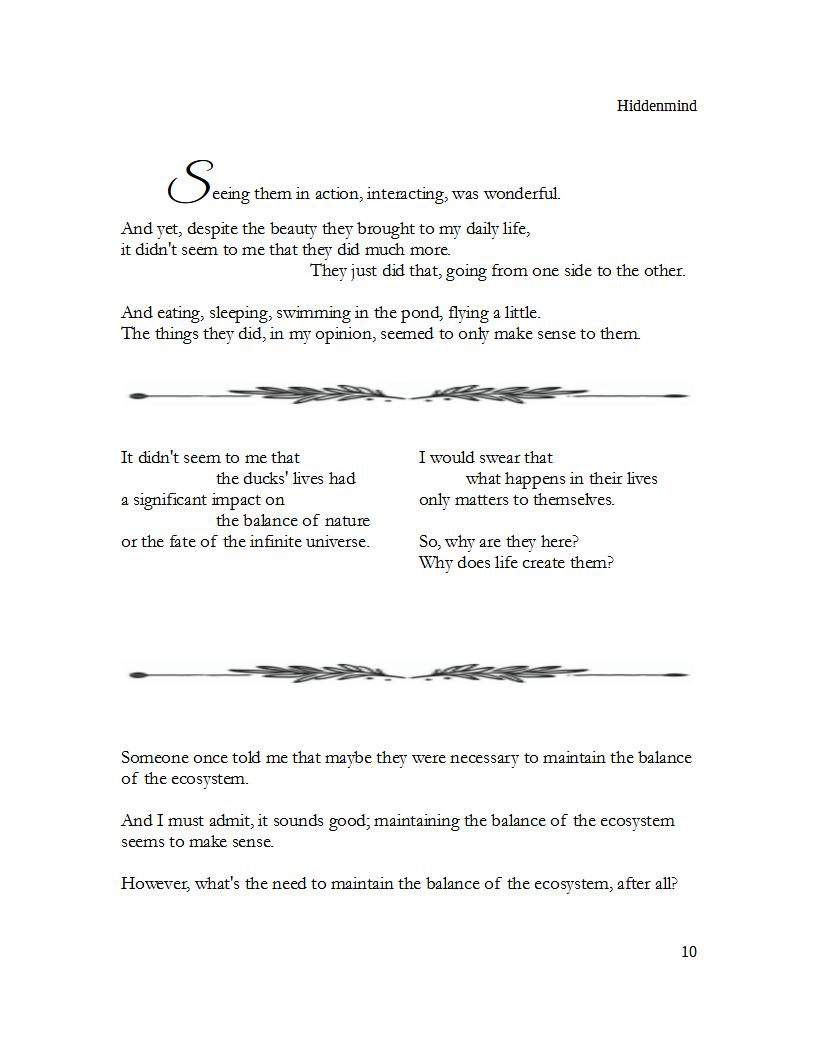 Hiddenmind
Seeing them in action, interacting, was wonderful.
And yet, despite the beauty they brought to my daily life,
it didn't seem to me that they did much more.
They just did that, going from one side to the other.
And eating, sleeping, swimming in the pond, flying a little.
The things they did, in my opinion, seemed to only make sense to them.
It didn't seem to me that
the ducks' lives had
a significant impact on
the balance of nature
or the fate of the infinite universe.
I would swear that
what happens in their lives
only matters to themselves.
So, why are they here?
Why does life create them?
Someone once told me that maybe they were necessary to maintain the balance
of the ecosystem.
And I must admit, it sounds good; maintaining the balance of the ecosystem
seems to make sense.
However, what's the need to maintain the balance of the ecosystem, after all?
10